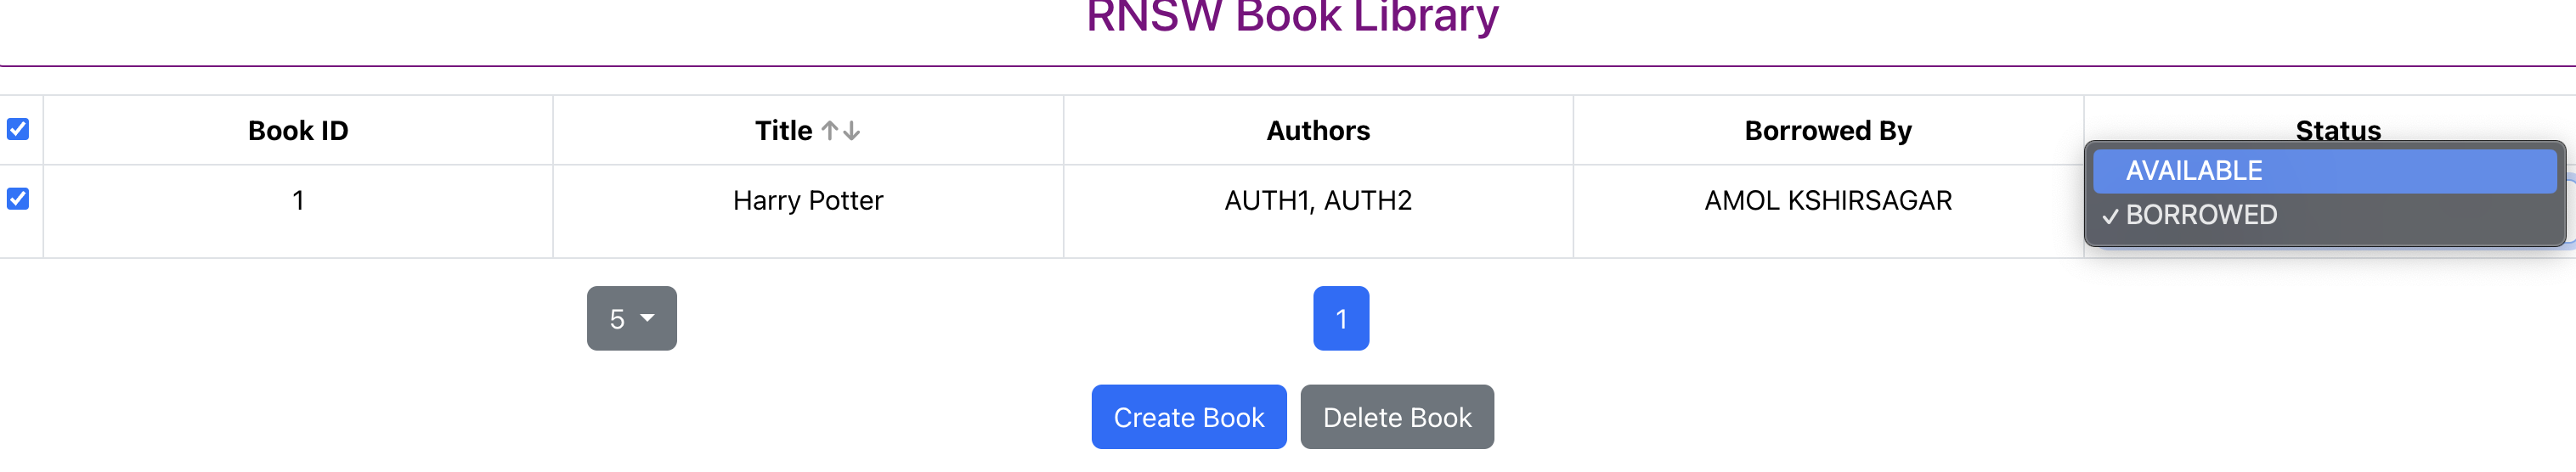 RNSW Book Library
Book ID Title Authors Borrowed By Status
1 Harry Potter AUTH1, AUTH2 AMOL KSHIRSAGAR AVAILABLE
BORROWED
5 1
Create Book Delete Book